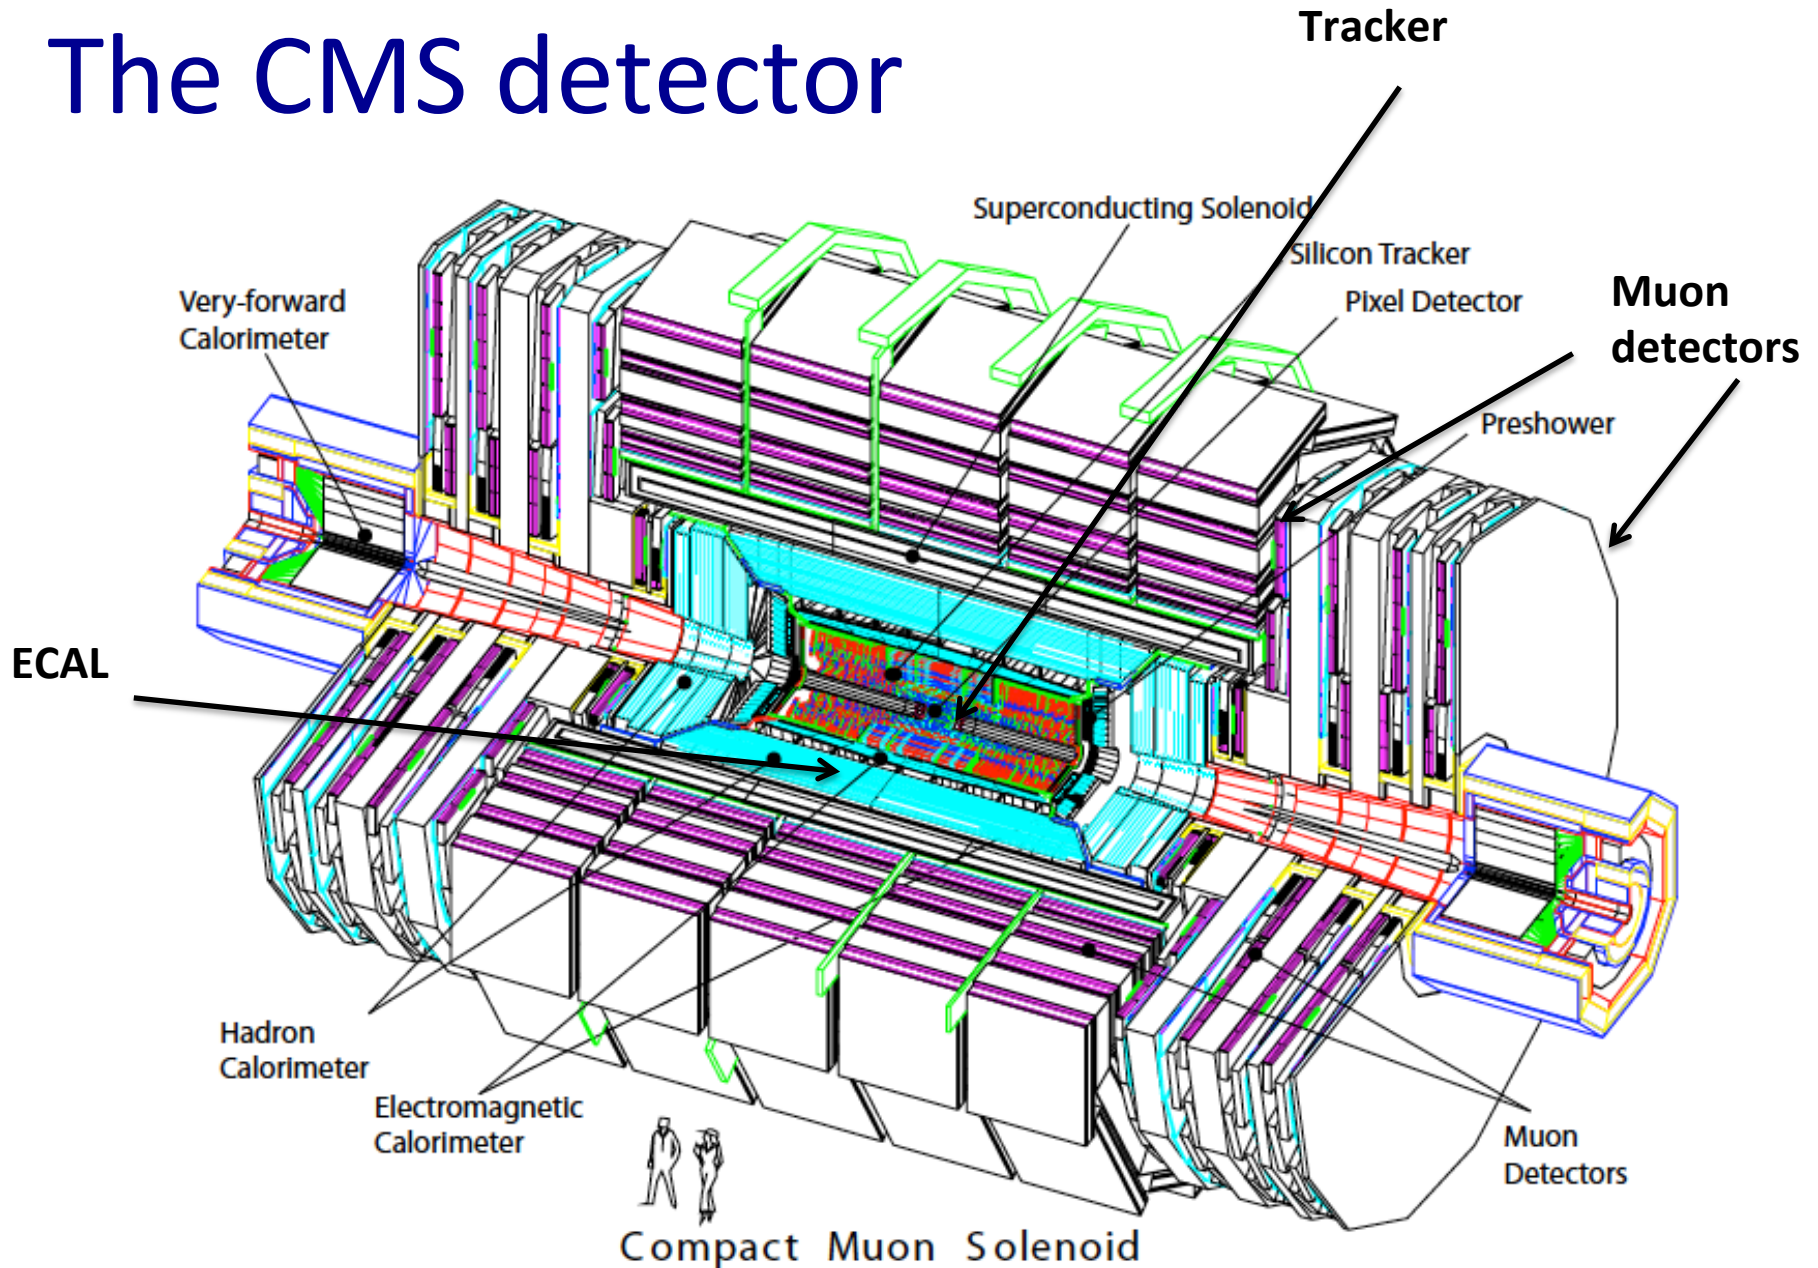 The CMS detector
Tracker
Superconducting Solenoid
Silicon Tracker
Pixel Detector
Very-forward
Calorimeter
Muon
detectors
Preshower
ECAL
Hadron
Calorimeter
Electromagnetic
Calorimeter
Muon
Detectors
Compact Muon Solenoid